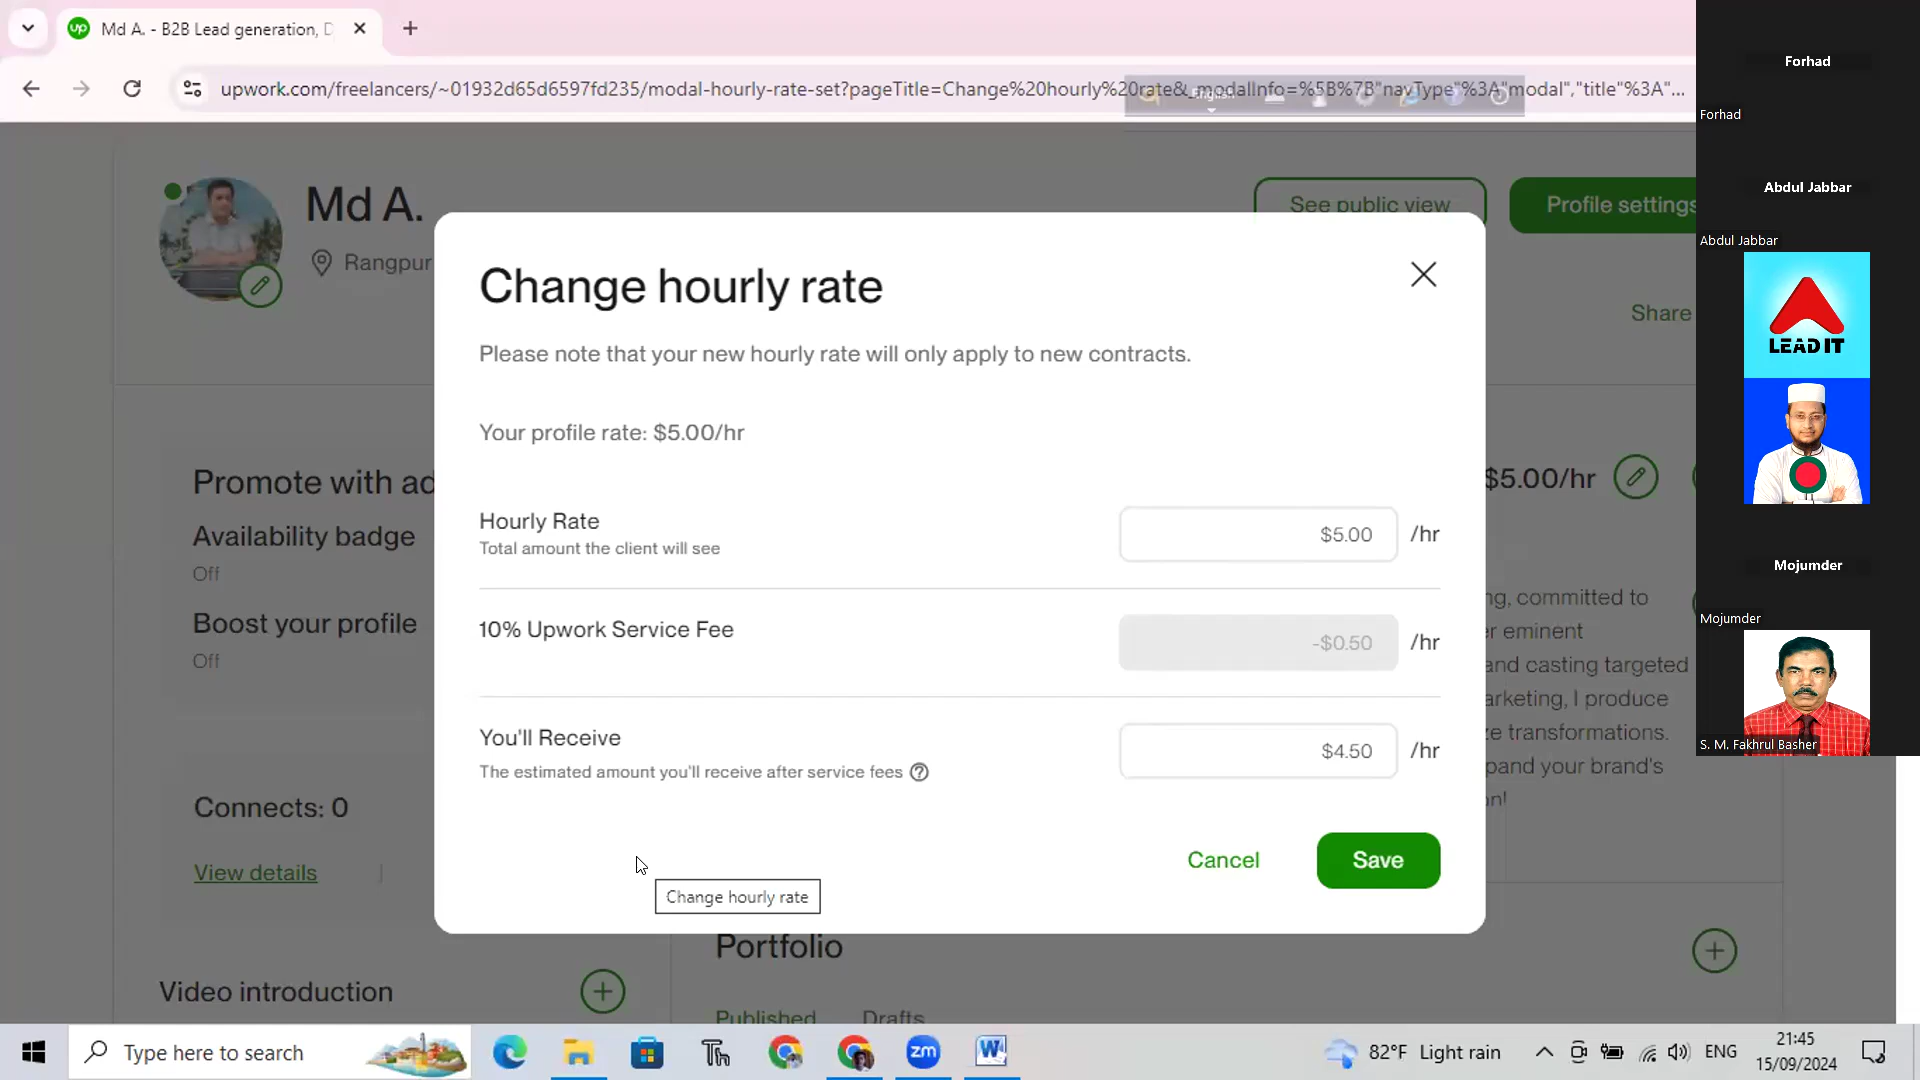 Md A. - B2B Lead generation, D
upwork.com/freelancers/~01932d65d6597fd235/modal-hourly-rate-set?pageTitle=Change%20hourly%20rate&_modalInfo=%5B%7B"navType"%3A"modal","title"%3A"...
English
Md A.
Rangpur
See public view
Profile settings
Share
Change hourly rate
Please note that your new hourly rate will only apply to new contracts.
Your profile rate: $5.00/hr
Hourly Rate
Total amount the client will see
$5.00 /hr
10% Upwork Service Fee
-$0.50 /hr
You'll Receive
The estimated amount you'll receive after service fees
$4.50 /hr
Cancel
Save
Change hourly rate
Promote with ad
Availability badge
Off
Boost your profile
Off
Connects: 0
View details
Video introduction
$5.00/hr
ng, committed to
er eminent
and casting targeted
arketing, I produce
ze transformations.
pand your brand's
on!
Portfolio
Published
Drafts
Forhad
Forhad
Abdul Jabbar
Abdul Jabbar
LEAD IT
Mojumder
Mojumder
S. M. Fakhrul Basher
Type here to search
zm
W
82°F Light rain
ENG
21:45
15/09/2024